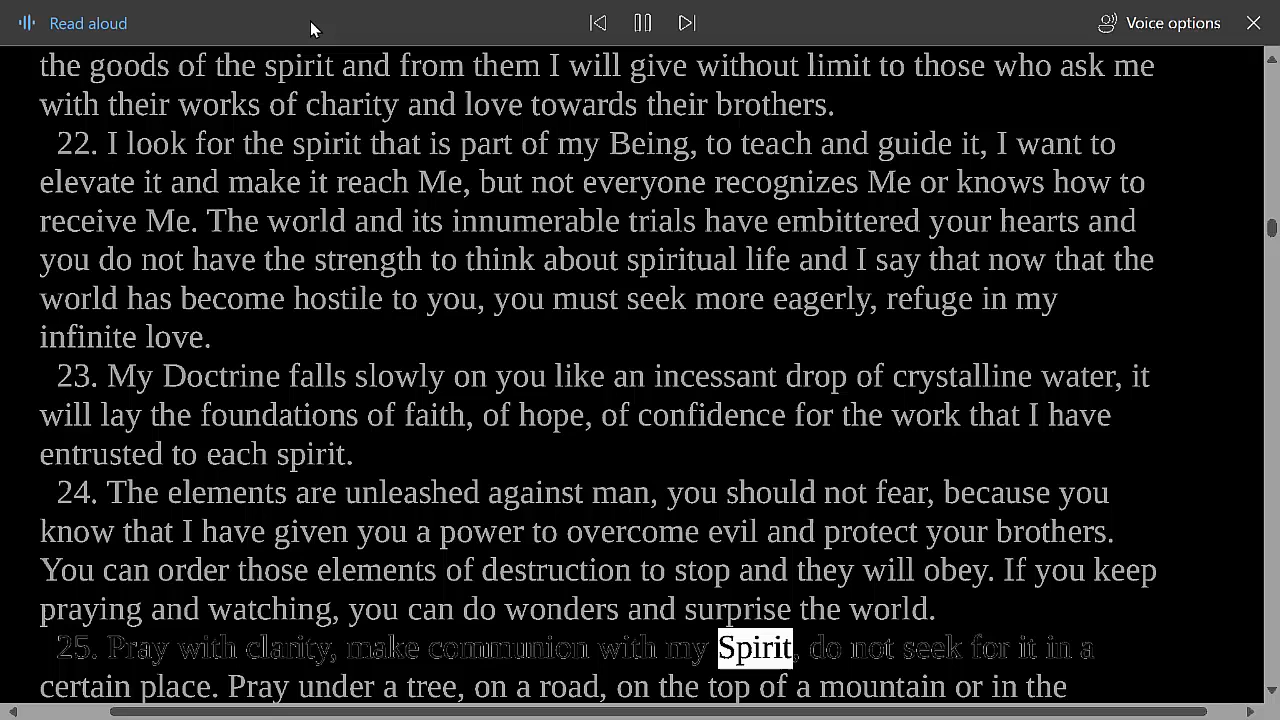 Read aloud
Voice options
the goods of the spirit and from them I will give without limit to those who ask me
with their works of charity and love towards their brothers.
22. I look for the spirit that is part of my Being, to teach and guide it, I want to
elevate it and make it reach Me, but not everyone recognizes Me or knows how to
receive Me. The world and its innumerable trials have embittered your hearts and
you do not have the strength to think about spiritual life and I say that now that the
world has become hostile to you, you must seek more eagerly, refuge in my
infinite love.
23. My Doctrine falls slowly on you like an incessant drop of crystalline water, it
will lay the foundations of faith, of hope, of confidence for the work that I have
entrusted to each spirit.
24. The elements are unleashed against man, you should not fear, because you
know that I have given you a power to overcome evil and protect your brothers.
You can order those elements of destruction to stop and they will obey. If you keep
praying and watching, you can do wonders and surprise the world.
25. Pray with clarity, make communion with my Spirit, do not seek for it in a
certain place. Pray under a tree, on a road, on the top of a mountain or in the